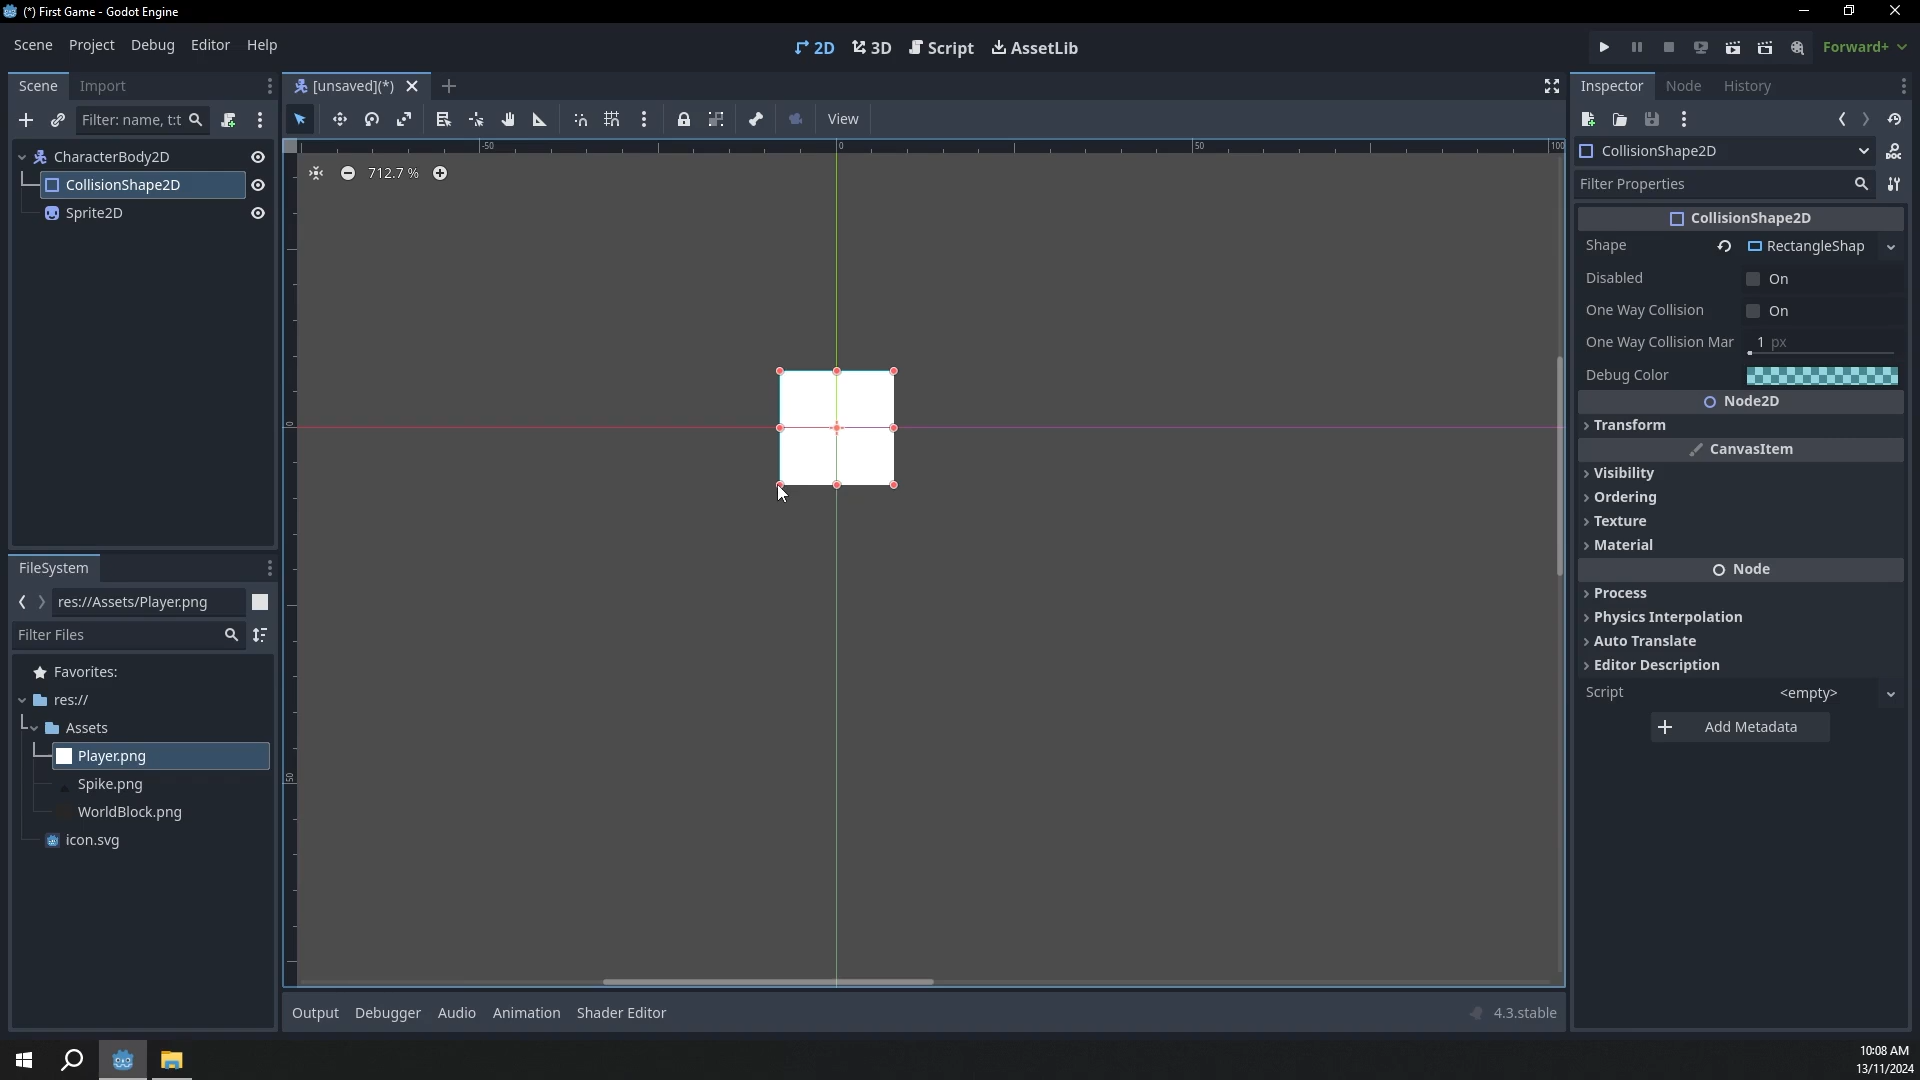 (*) First Game - Godot Engine
Scene Project Debug Editor Help
2D 3D Script AssetLib
Forward+
Scene Import
[unsaved](*)
Inspector Node History
Filter: name, t:t
View
CharacterBody2D
CollisionShape2D
Sprite2D
-50 0 50 100
712.7 %
0
50
CollisionShape2D
Filter Properties
CollisionShape2D
Shape RectangleShap
Disabled On
One Way Collision On
One Way Collision Mar 1 px
Debug Color
Node2D
Transform
CanvasItem
Visibility
Ordering
Texture
Material
Node
Process
Physics Interpolation
Auto Translate
Editor Description
Script <empty>
Add Metadata
FileSystem
res://Assets/Player.png
Filter Files
Favorites:
res://
Assets
Player.png
Spike.png
WorldBlock.png
icon.svg
Output Debugger Audio Animation Shader Editor
4.3.stable
10:08 AM
13/11/2024